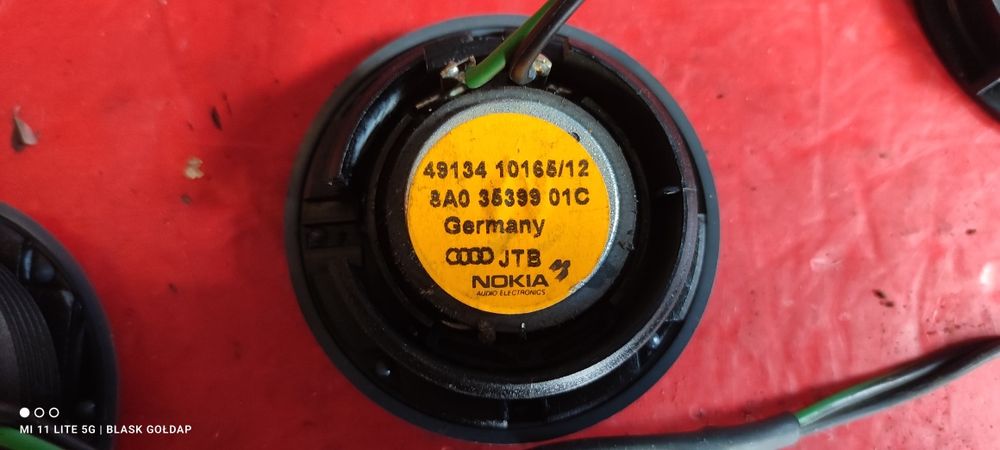 49134 10165/12
8A0 35399 01C
Germany
JTB
NOKIA
AUDIO ELECTRONICS
MI 11 LITE 5G | BLASK GOŁDAP